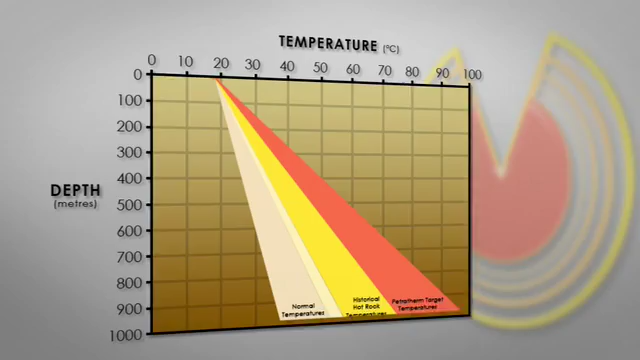 TEMPERATURE (ºC)
0 10 20 30 40 50 60 70 80 90 100
0
100
200
300
400
500
600
700
800
900
1000
DEPTH
(metres)
Normal
Temperatures
Historical
Hot Rock
Temperatures
Petratherm Target
Temperatures